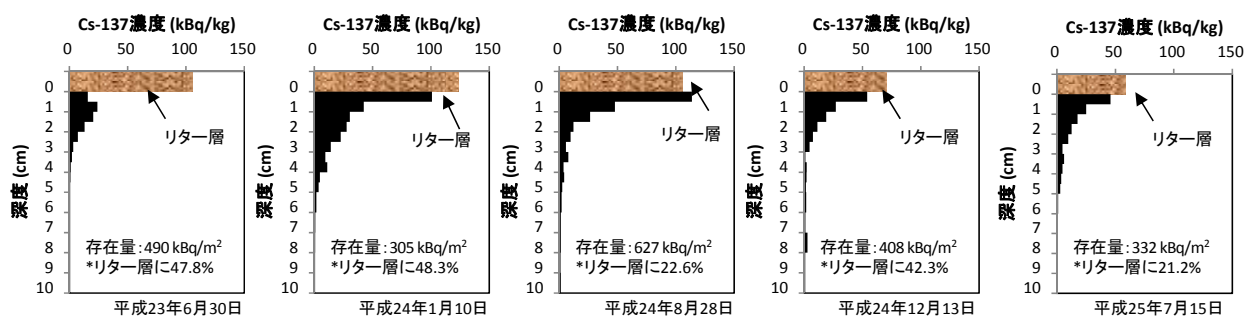 Cs-137濃度 (kBq/kg)
0 50 100 150
深度 (cm)
0
1
2
3
4
5
6
7
8
9
10
リター層
存在量:490 kBq/m²
*リター層に47.8%
平成23年6月30日
Cs-137濃度 (kBq/kg)
0 50 100 150
深度 (cm)
0
1
2
3
4
5
6
7
8
9
10
リター層
存在量:305 kBq/m²
*リター層に48.3%
平成24年1月10日
Cs-137濃度 (kBq/kg)
0 50 100 150
深度 (cm)
0
1
2
3
4
5
6
7
8
9
10
リター層
存在量:627 kBq/m²
*リター層に22.6%
平成24年8月28日
Cs-137濃度 (kBq/kg)
0 50 100 150
深度 (cm)
0
1
2
3
4
5
6
7
8
9
10
リター層
存在量:408 kBq/m²
*リター層に42.3%
平成24年12月13日
Cs-137濃度 (kBq/kg)
0 50 100 150
深度 (cm)
0
1
2
3
4
5
6
7
8
9
10
リター層
存在量:332 kBq/m²
*リター層に21.2%
平成25年7月15日